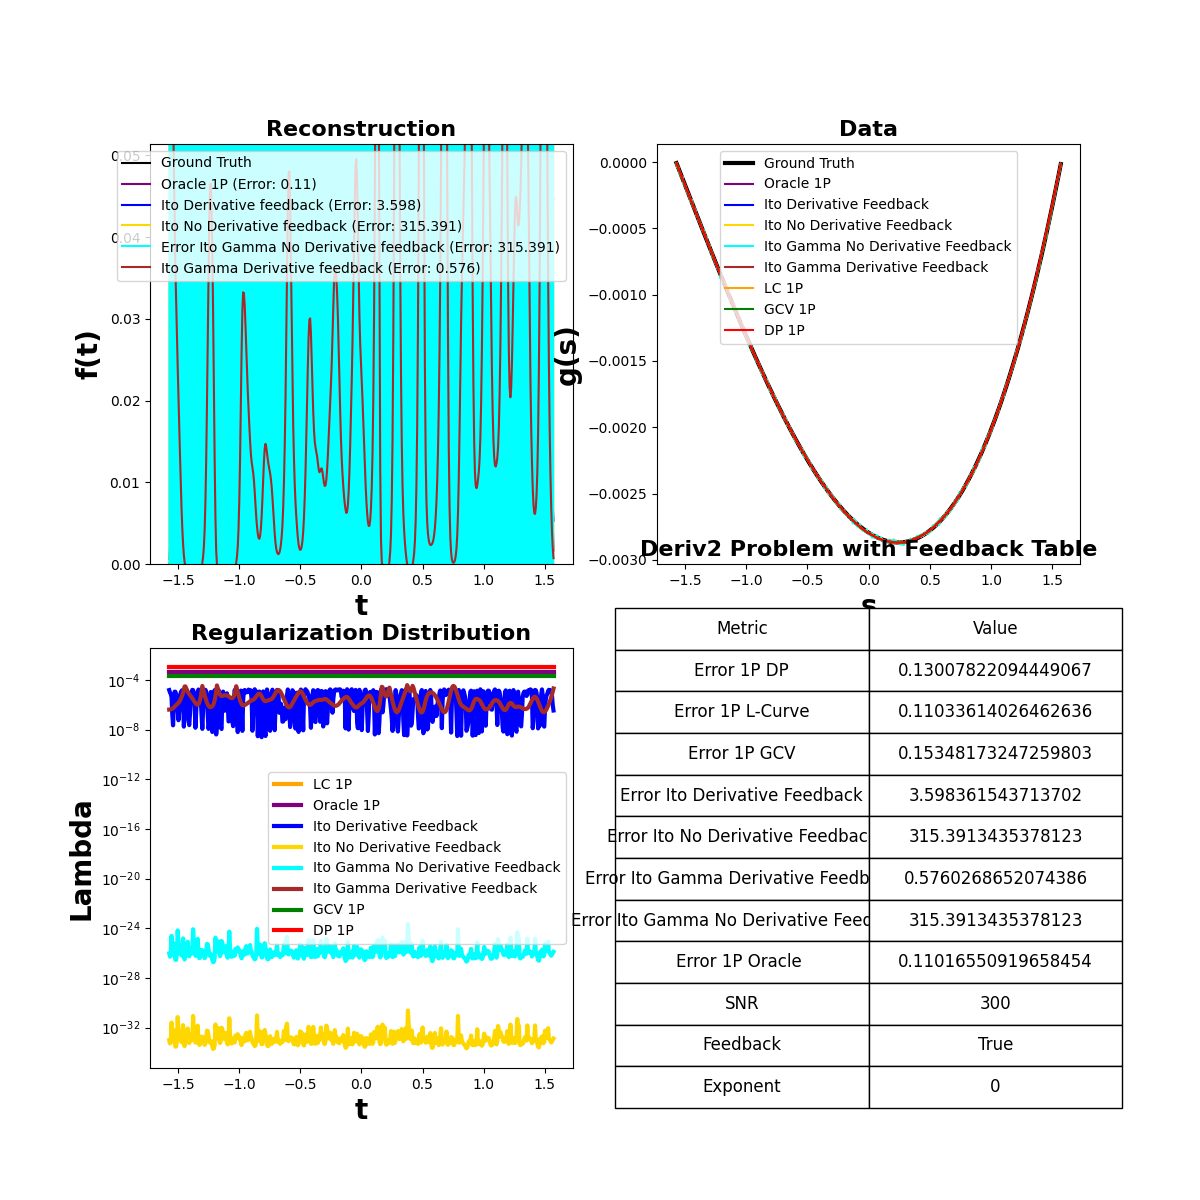 Reconstruction
0.05
0.04
0.03
0.02
0.01
0.00
f(t)
Ground Truth
Oracle 1P (Error: 0.11)
Ito Derivative feedback (Error: 3.598)
Ito No Derivative feedback (Error: 315.391)
Error Ito Gamma No Derivative feedback (Error: 315.391)
Ito Gamma Derivative feedback (Error: 0.576)
−1.5 −1.0 −0.5 0.0 0.5 1.0 1.5
t
Data
0.0000
−0.0005
−0.0010
−0.0015
−0.0020
−0.0025
−0.0030
g(s)
Ground Truth
Oracle 1P
Ito Derivative Feedback
Ito No Derivative Feedback
Ito Gamma No Derivative Feedback
Ito Gamma Derivative Feedback
LC 1P
GCV 1P
DP 1P
−1.5 −1.0 −0.5 0.0 0.5 1.0 1.5
s
Regularization Distribution
10−4
10−8
10−12
10−16
10−20
10−24
10−28
10−32
Lambda
LC 1P
Oracle 1P
Ito Derivative Feedback
Ito No Derivative Feedback
Ito Gamma No Derivative Feedback
Ito Gamma Derivative Feedback
GCV 1P
DP 1P
−1.5 −1.0 −0.5 0.0 0.5 1.0 1.5
t
Deriv2 Problem with Feedback Table
Metric Value
Error 1P DP 0.13007822094449067
Error 1P L-Curve 0.11033614026462636
Error 1P GCV 0.15348173247259803
Error Ito Derivative Feedback 3.598361543713702
Error Ito No Derivative Feedbac 315.3913435378123
Error Ito Gamma Derivative Feedb 0.5760268652074386
Error Ito Gamma No Derivative Feec 315.3913435378123
Error 1P Oracle 0.11016550919658454
SNR 300
Feedback True
Exponent 0